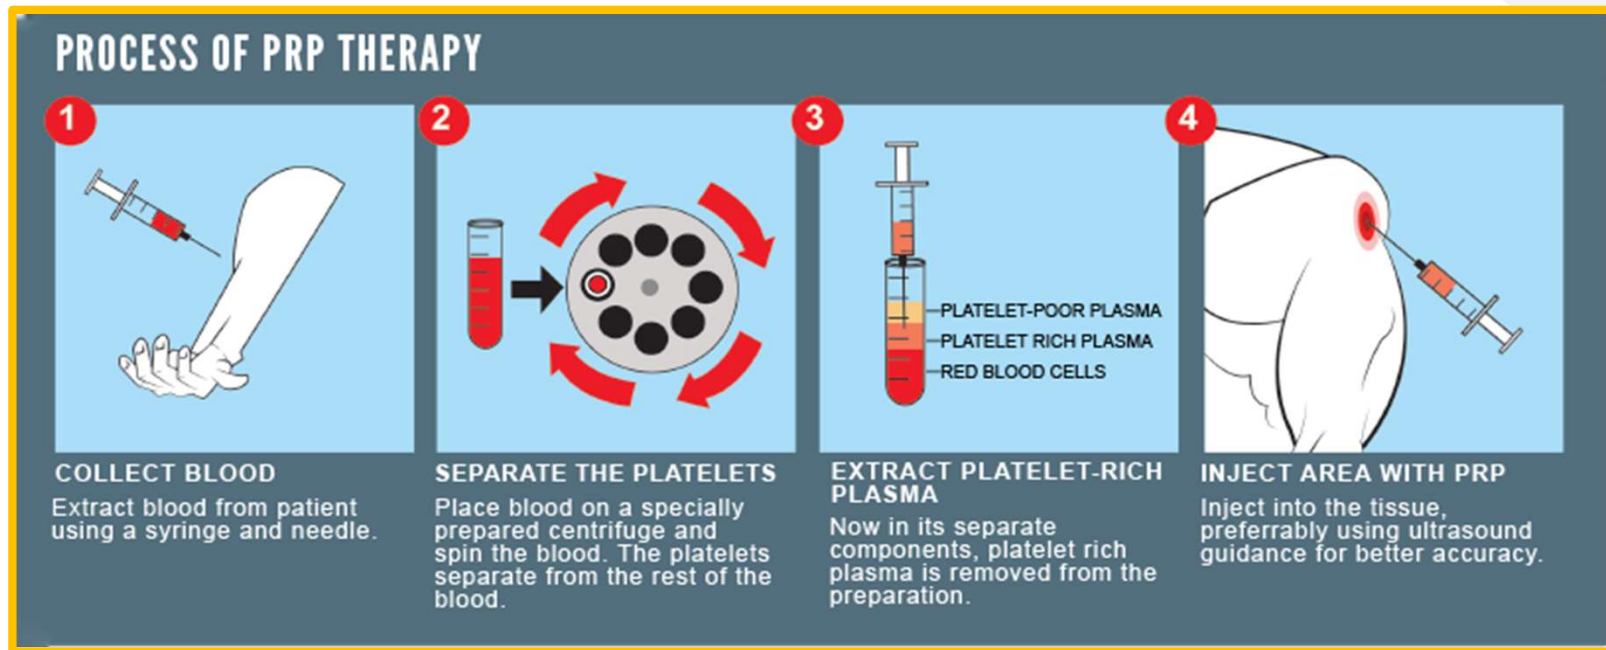 PROCESS OF PRP THERAPY
1
COLLECT BLOOD
Extract blood from patient
using a syringe and needle.
2
SEPARATE THE PLATELETS
Place blood on a specially
prepared centrifuge and
spin the blood. The platelets
separate from the rest of the
blood.
3
PLATELET-POOR PLASMA
PLATELET RICH PLASMA
RED BLOOD CELLS
EXTRACT PLATELET-RICH
PLASMA
Now in its separate
components, platelet rich
plasma is removed from the
preparation.
4
INJECT AREA WITH PRP
Inject into the tissue,
preferrably using ultrasound
guidance for better accuracy.